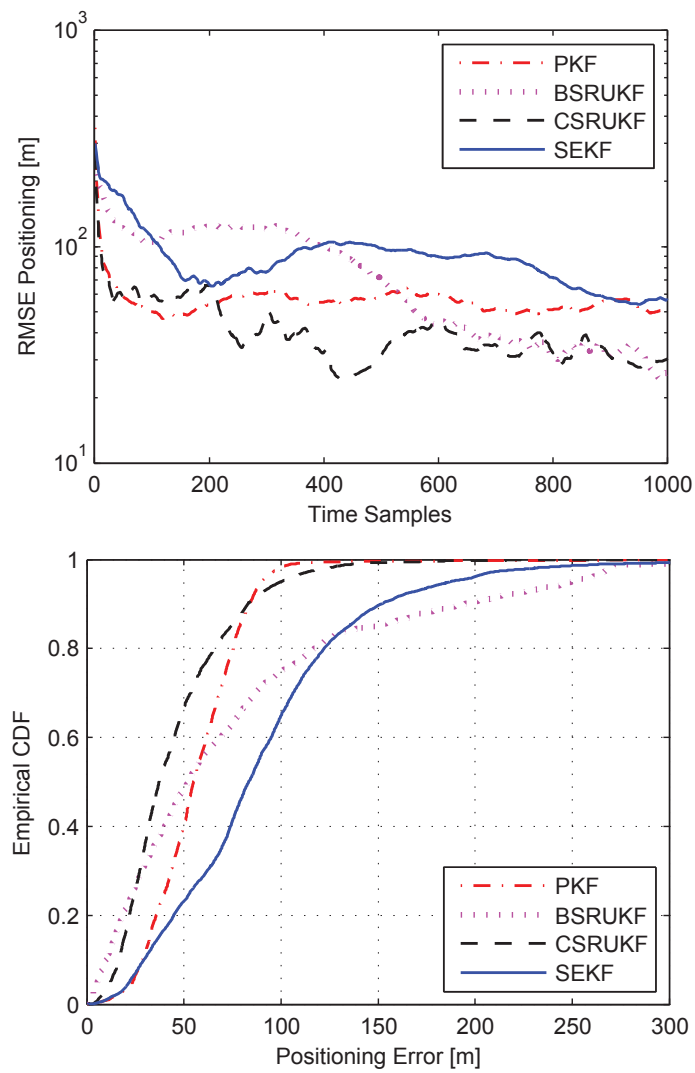 10^3
PKF
BSRUKF
CSRUKF
SEKF
10^2
RMSE Positioning [m]
10^1
0 200 400 600 800 1000
Time Samples
1
0.8
0.6
0.4
0.2
0
Empirical CDF
PKF
BSRUKF
CSRUKF
SEKF
0 50 100 150 200 250 300
Positioning Error [m]